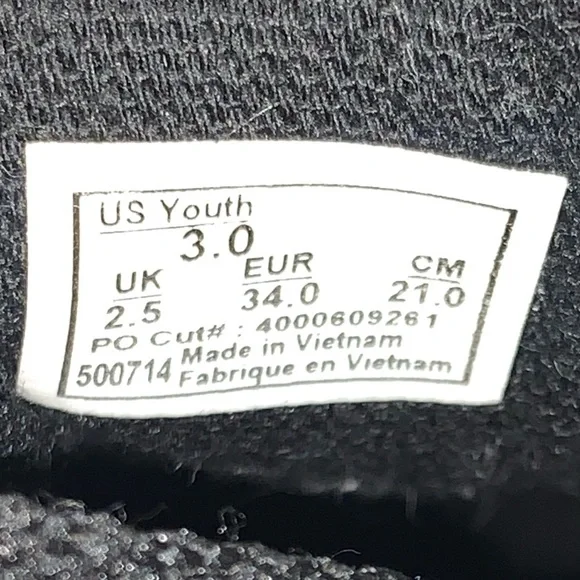 US Youth
3.0
UK EUR CM
2.5 34.0 21.0
PO Cut# : 4000609261
Made in Vietnam
500714 Fabrique en Vietnam